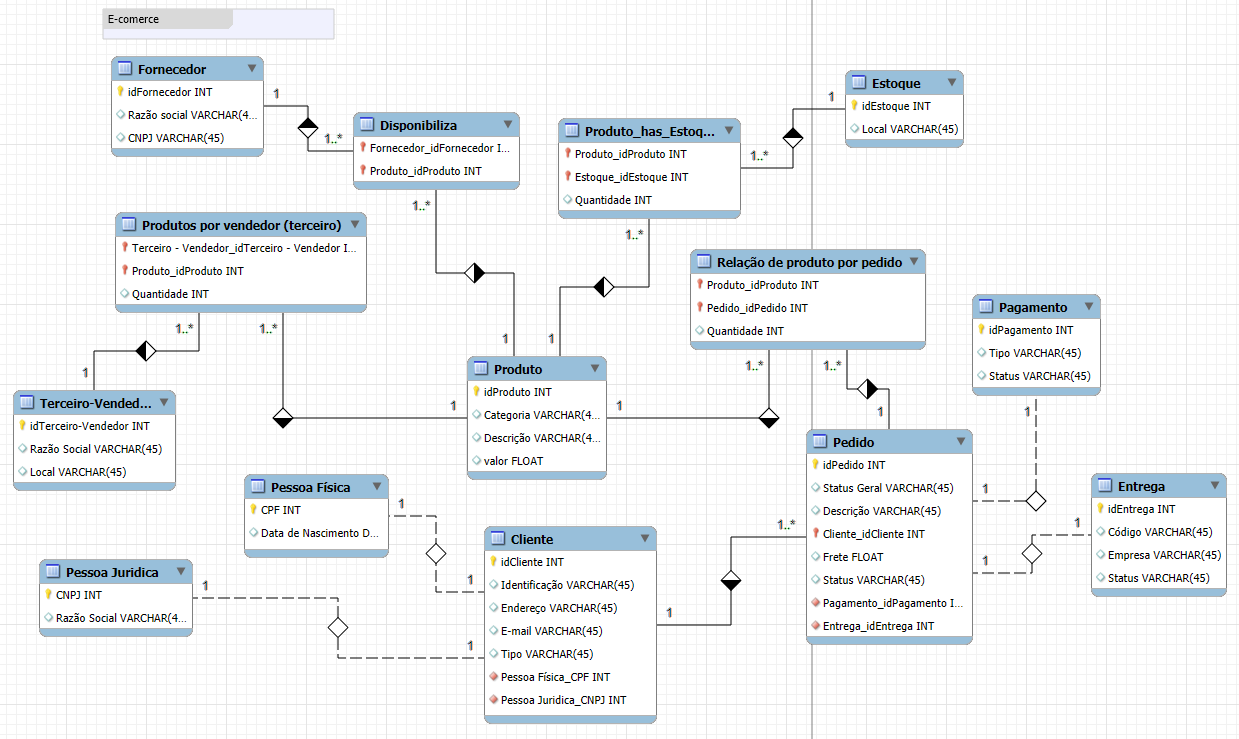 E-comerce
Fornecedor
idFornecedor INT
Razão social VARCHAR(4...
CNPJ VARCHAR(45)
1
1..*
Disponibiliza
Fornecedor_idFornecedor I...
Produto_idProduto INT
1..*
1
Produto_has_Estoq...
Produto_idProduto INT
Estoque_idEstoque INT
Quantidade INT
1..*
1
1..*
1
Estoque
idEstoque INT
Local VARCHAR(45)
Produtos por vendedor (terceiro)
Terceiro - Vendedor_idTerceiro - Vendedor I...
Produto_idProduto INT
Quantidade INT
1..*
1..*
1
1
Relação de produto por pedido
Produto_idProduto INT
Pedido_idPedido INT
Quantidade INT
1..*
1..*
1
1
Pagamento
idPagamento INT
Tipo VARCHAR(45)
Status VARCHAR(45)
1
1
Terceiro-Vended...
idTerceiro-Vendedor INT
Razão Social VARCHAR(45)
Local VARCHAR(45)
Produto
idProduto INT
Categoria VARCHAR(4...
Descrição VARCHAR(4...
valor FLOAT
Pedido
idPedido INT
Status Geral VARCHAR(45)
Descrição VARCHAR(45)
Cliente_idCliente INT
Frete FLOAT
Status VARCHAR(45)
Pagamento_idPagamento I...
Entrega_idEntrega INT
1
1
Entrega
idEntrega INT
Código VARCHAR(45)
Empresa VARCHAR(45)
Status VARCHAR(45)
Pessoa Física
CPF INT
Data de Nascimento D...
1
1
Pessoa Juridica
CNPJ INT
Razão Social VARCHAR(4...
1
1
Cliente
idCliente INT
Identificação VARCHAR(45)
Endereço VARCHAR(45)
E-mail VARCHAR(45)
Tipo VARCHAR(45)
Pessoa Física_CPF INT
Pessoa Juridica_CNPJ INT
1
1..*